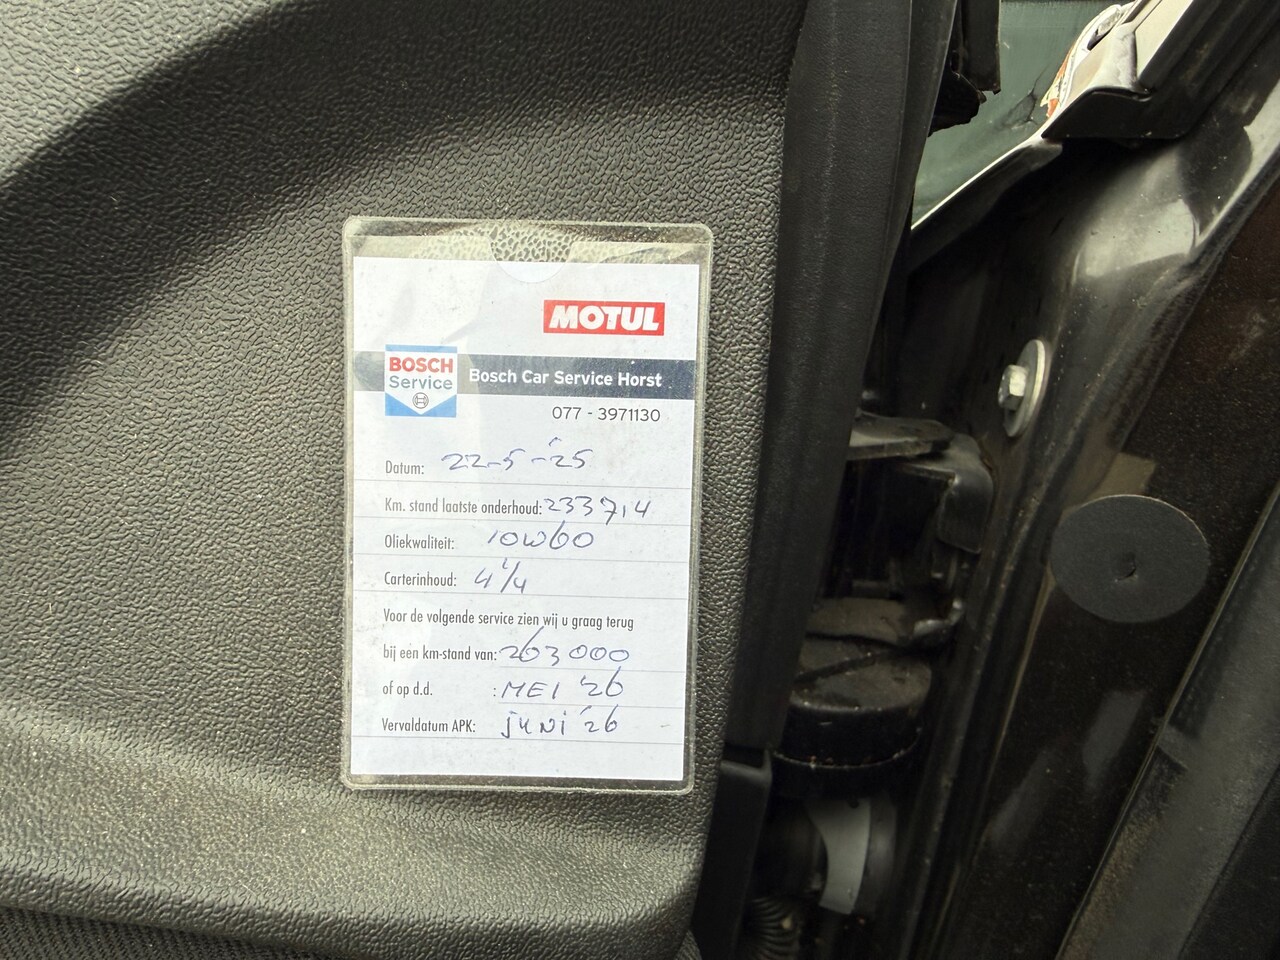 MOTUL
BOSCH
Service
Bosch Car Service Horst
077 - 3971130
Datum: 22-5-'25
Km. stand laatste onderhoud: 233714
Oliekwaliteit: 10W60
Carterinhoud: 4 1/4
Voor de volgende service zien wij u graag terug
bij een km-stand van: 263000
of op d.d. : MEI '26
Vervaldatum APK: juni '26